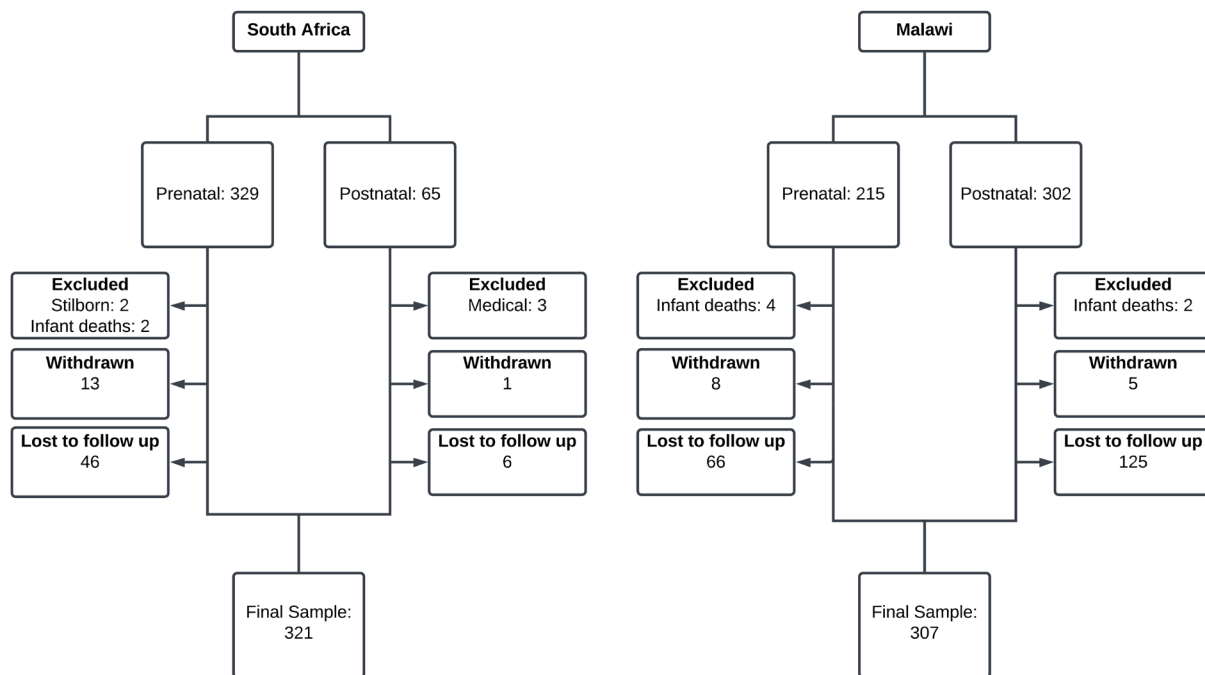 South Africa
Prenatal: 329
Postnatal: 65
Excluded
Stilborn: 2
Infant deaths: 2
Excluded
Medical: 3
Withdrawn
13
Withdrawn
1
Lost to follow up
46
Lost to follow up
6
Final Sample:
321
Malawi
Prenatal: 215
Postnatal: 302
Excluded
Infant deaths: 4
Excluded
Infant deaths: 2
Withdrawn
8
Withdrawn
5
Lost to follow up
66
Lost to follow up
125
Final Sample:
307